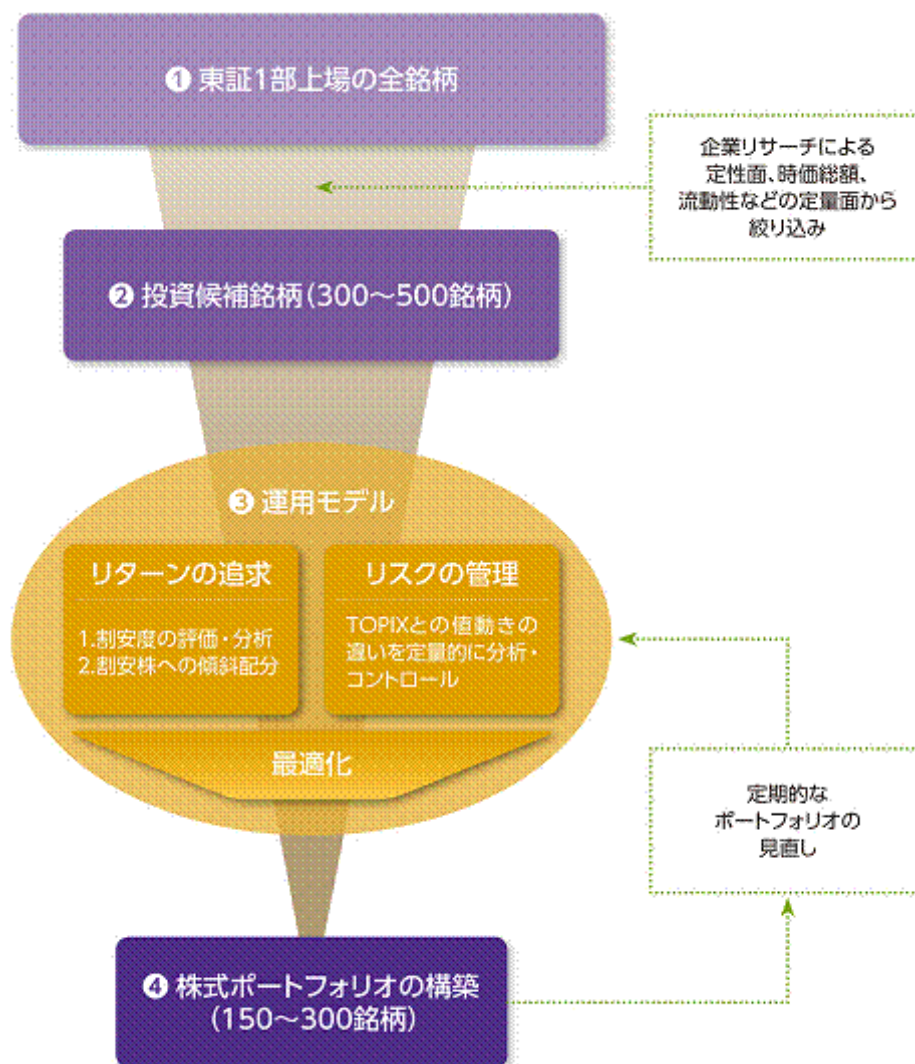 ❶ 東証1部上場の全銘柄
企業リサーチによる
定性面、時価総額、
流動性などの定量面から
絞り込み
❷ 投資候補銘柄(300〜500銘柄)
❸ 運用モデル
リターンの追求
1.割安度の評価・分析
2.割安株への傾斜配分
リスクの管理
TOPIXとの値動きの
違いを定量的に分析・
コントロール
最適化
定期的な
ポートフォリオの
見直し
❹ 株式ポートフォリオの構築
(150〜300銘柄)